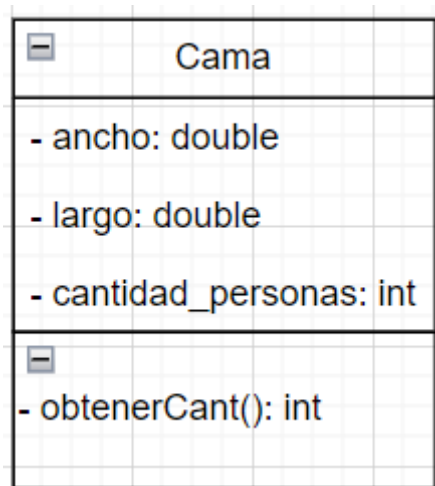 Cama
- ancho: double
- largo: double
- cantidad_personas: int
- obtenerCant(): int